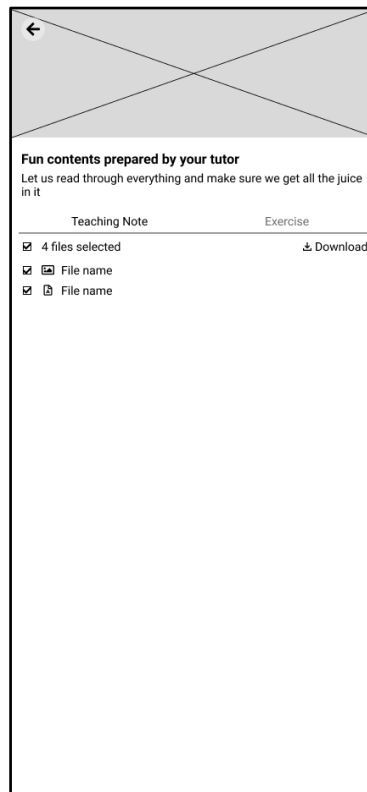 Fun contents prepared by your tutor
Let us read through everything and make sure we get all the juice
in it
Teaching Note Exercise
4 files selected Download
File name
File name